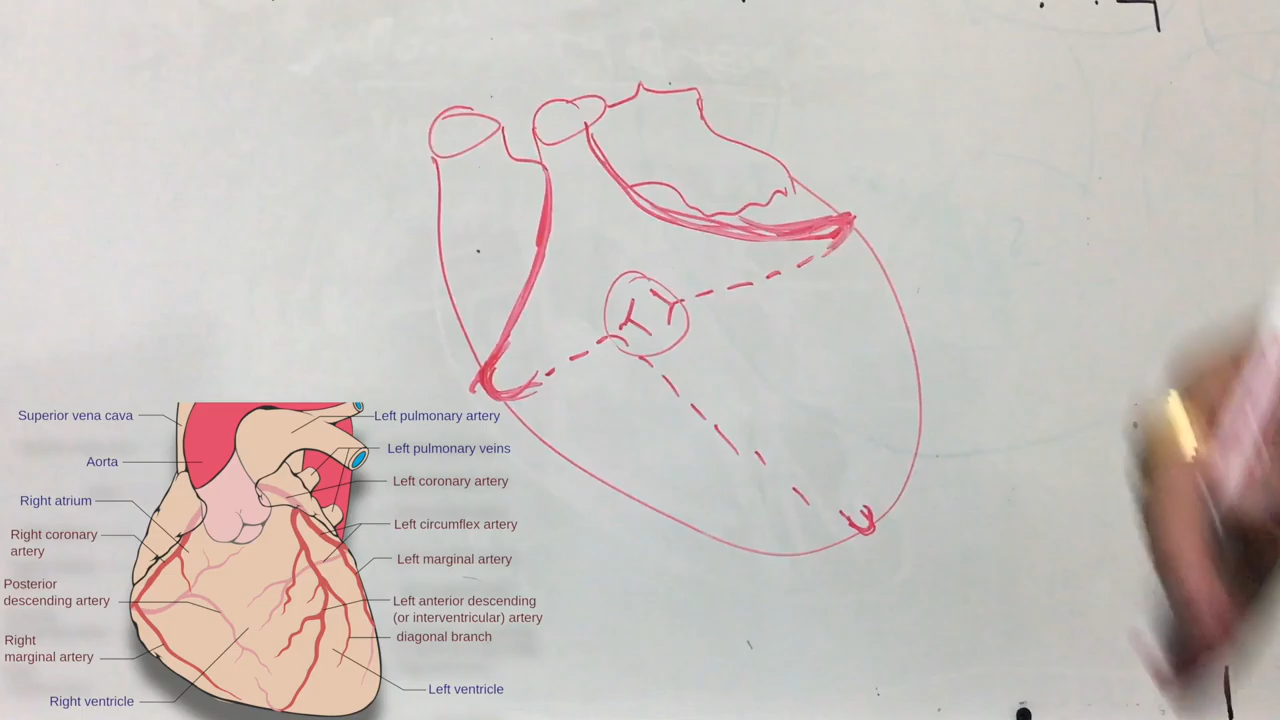 Superior vena cava
Aorta
Right atrium
Right coronary
artery
Posterior
descending artery
Right
marginal artery
Right ventricle
Left pulmonary artery
Left pulmonary veins
Left coronary artery
Left circumflex artery
Left marginal artery
Left anterior descending
(or interventricular) artery
diagonal branch
Left ventricle